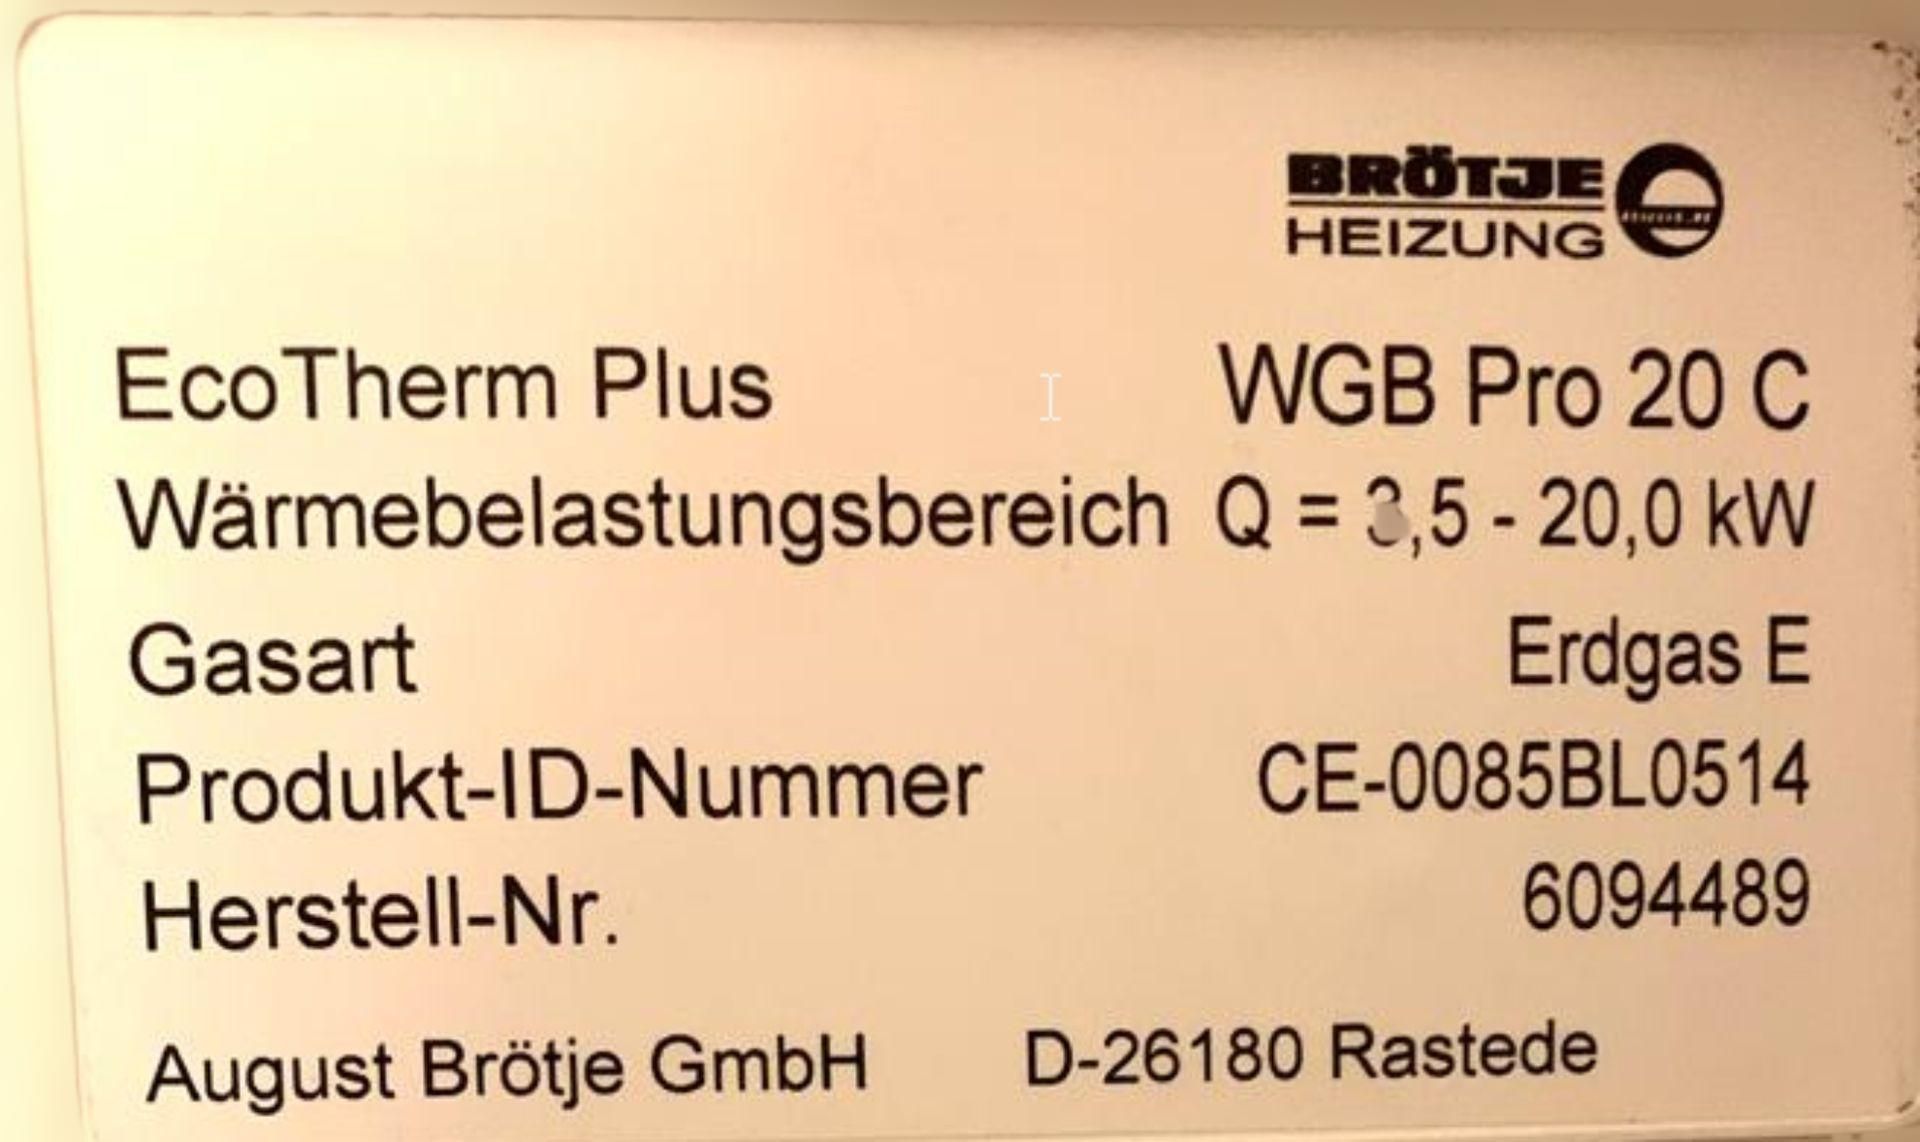 BRÖTJE
HEIZUNG
EcoTherm Plus WGB Pro 20 C
Wärmebelastungsbereich Q = 3,5 - 20,0 kW
Gasart Erdgas E
Produkt-ID-Nummer CE-0085BL0514
Herstell-Nr. 6094489
August Brötje GmbH D-26180 Rastede